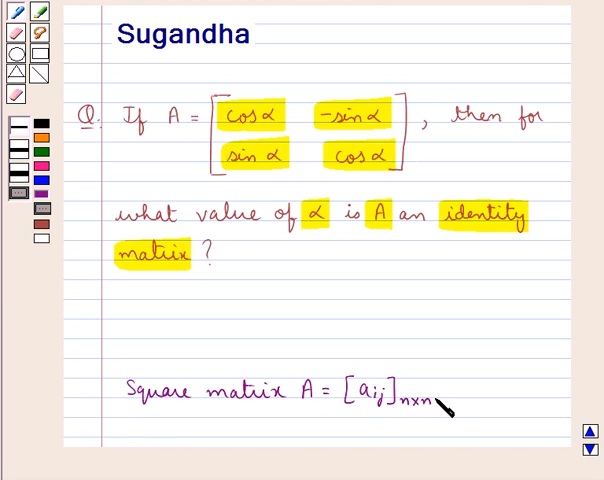 Sugandha
Q. If A = [cos α -sin α
sin α cos α], then for
what value of α is A an identity
matrix?
Square matrix A = [aij]n×n